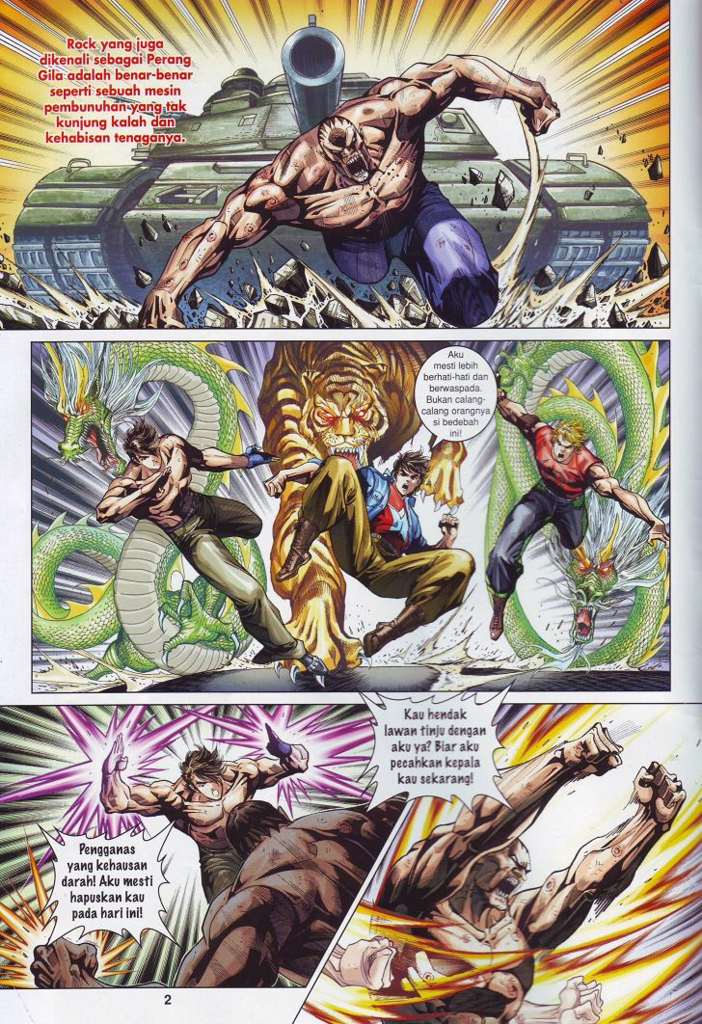 Rock yang juga
dikenali sebagai Perang
Gila adalah benar-benar
seperti sebuah mesin
pembunuhan yang tak
kunjung kalah dan
kehabisan tenaganya.
Aku
mesti lebih
berhati-hati dan
berwaspada.
Bukan calang-
calang orangnya
si bedebah
ini!
Kau hendak
lawan tinju dengan
aku ya? Biar aku
pecahkan kepala
kau sekarang!
Pengganas
yang kehausan
darah! Aku mesti
hapuskan kau
pada hari ini!
2